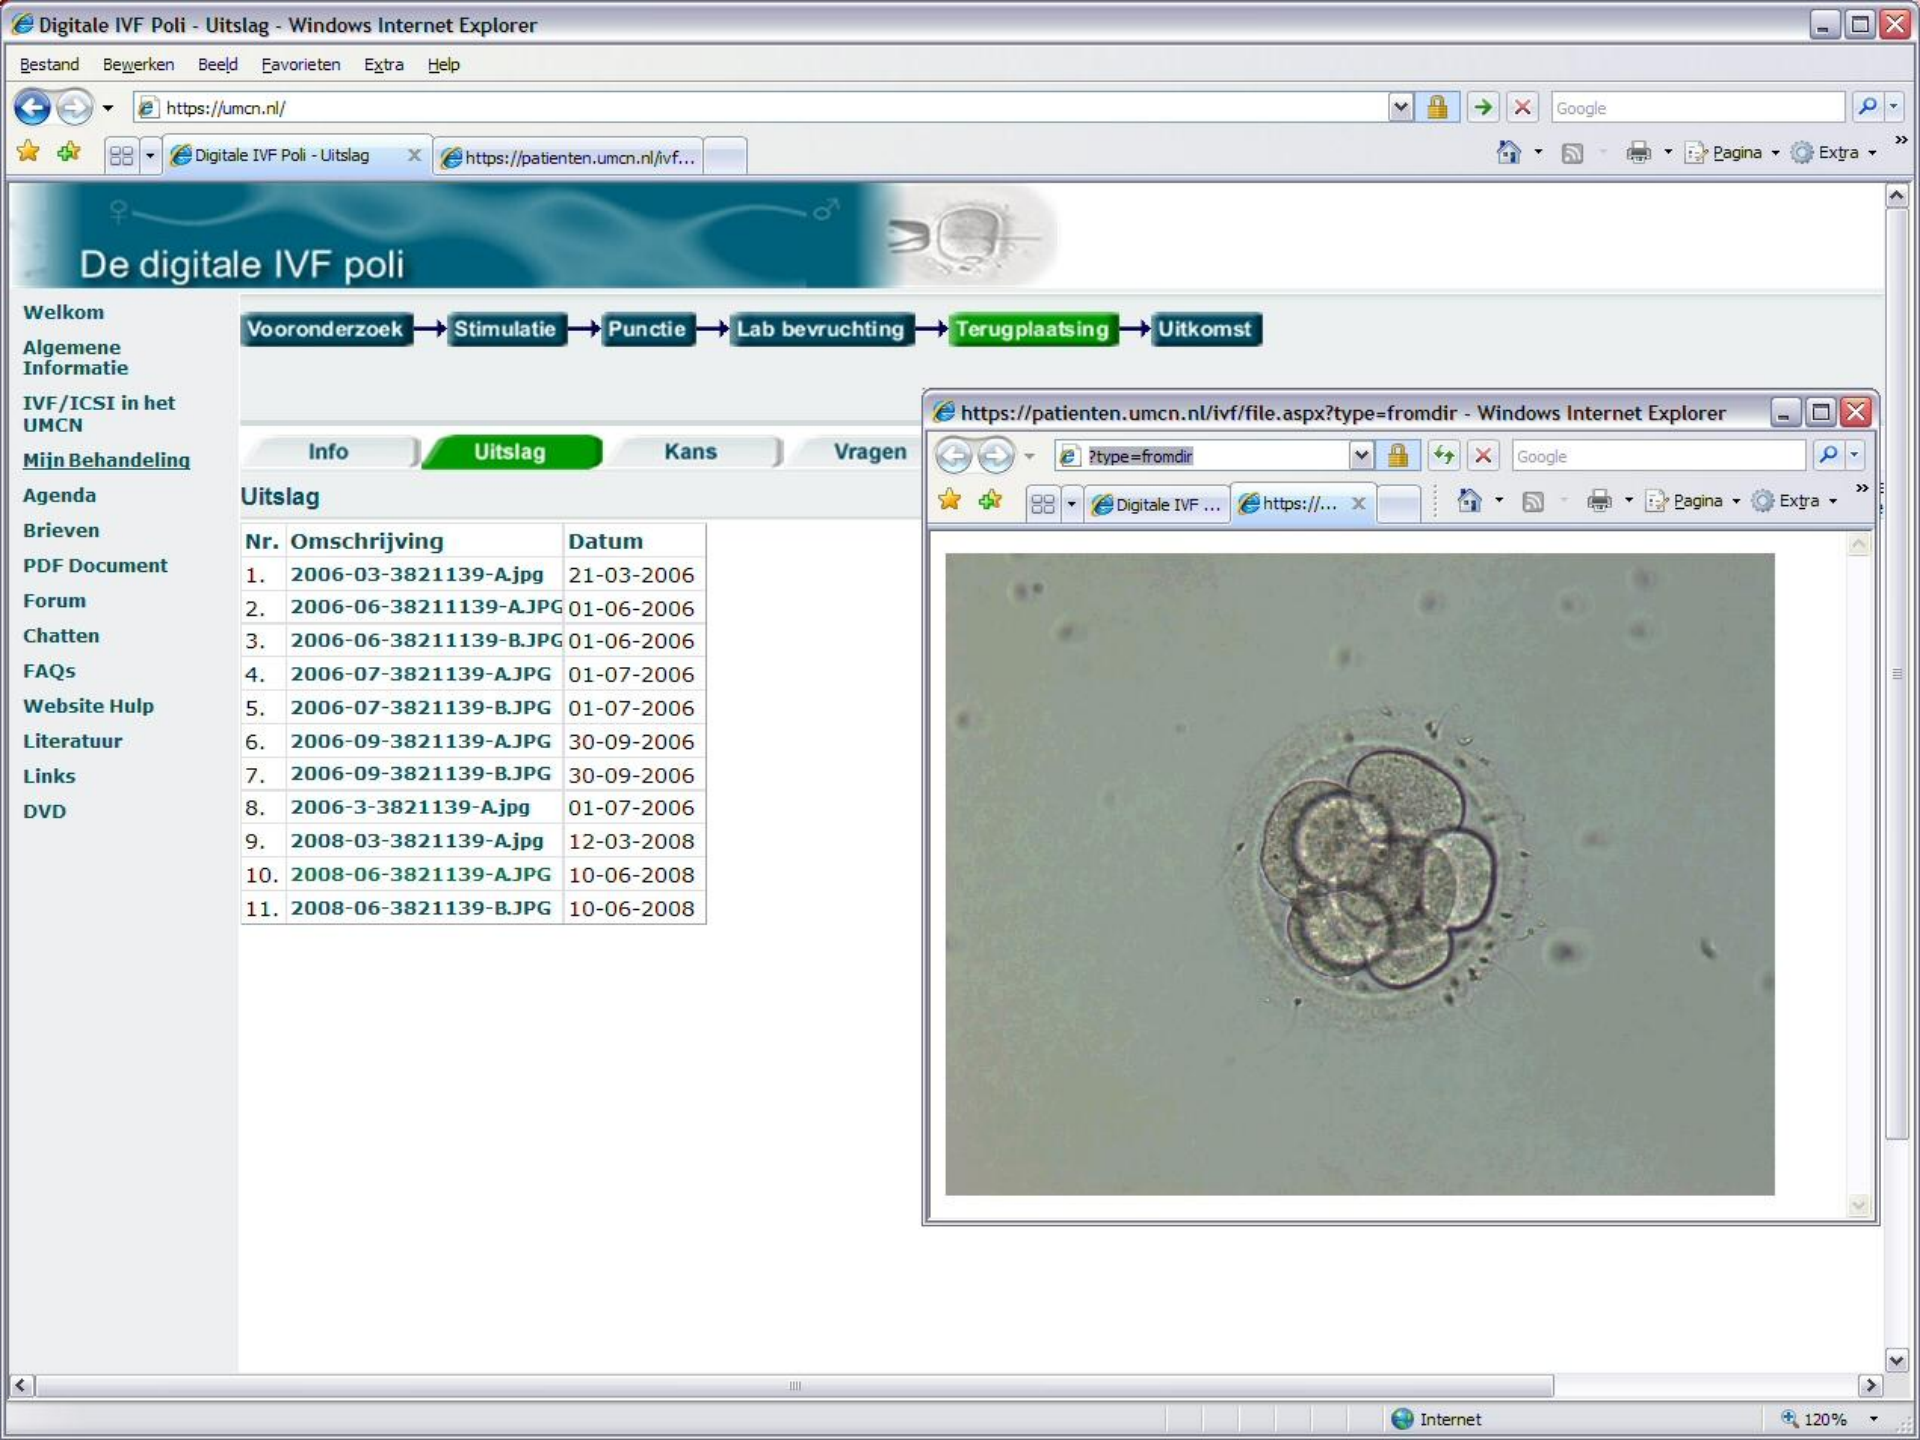 Digitale IVF Poli - Uitslag - Windows Internet Explorer
Bestand Bewerken Beeld Favorieten Extra Help
https://umcn.nl/
Google
Digitale IVF Poli - Uitslag
https://patienten.umcn.nl/ivf...
Pagina
Extra
De digitale IVF poli
Welkom
Algemene
Informatie
IVF/ICSI in het
UMCN
Mijn Behandeling
Agenda
Brieven
PDF Document
Forum
Chatten
FAQs
Website Hulp
Literatuur
Links
DVD
Vooronderzoek Stimulatie Punctie Lab bevruchting Terugplaatsing Uitkomst
Info Uitslag Kans Vragen
Uitslag
Nr. Omschrijving Datum
1. 2006-03-3821139-A.jpg 21-03-2006
2. 2006-06-38211139-A.JPG 01-06-2006
3. 2006-06-38211139-B.JPG 01-06-2006
4. 2006-07-3821139-A.JPG 01-07-2006
5. 2006-07-3821139-B.JPG 01-07-2006
6. 2006-09-3821139-A.JPG 30-09-2006
7. 2006-09-3821139-B.JPG 30-09-2006
8. 2006-3-3821139-A.jpg 01-07-2006
9. 2008-03-3821139-A.jpg 12-03-2008
10. 2008-06-3821139-A.JPG 10-06-2008
11. 2008-06-3821139-B.JPG 10-06-2008
https://patienten.umcn.nl/ivf/file.aspx?type=fromdir - Windows Internet Explorer
?type=fromdir
Google
Digitale IVF ...
https://...
Pagina
Extra
Internet
120%